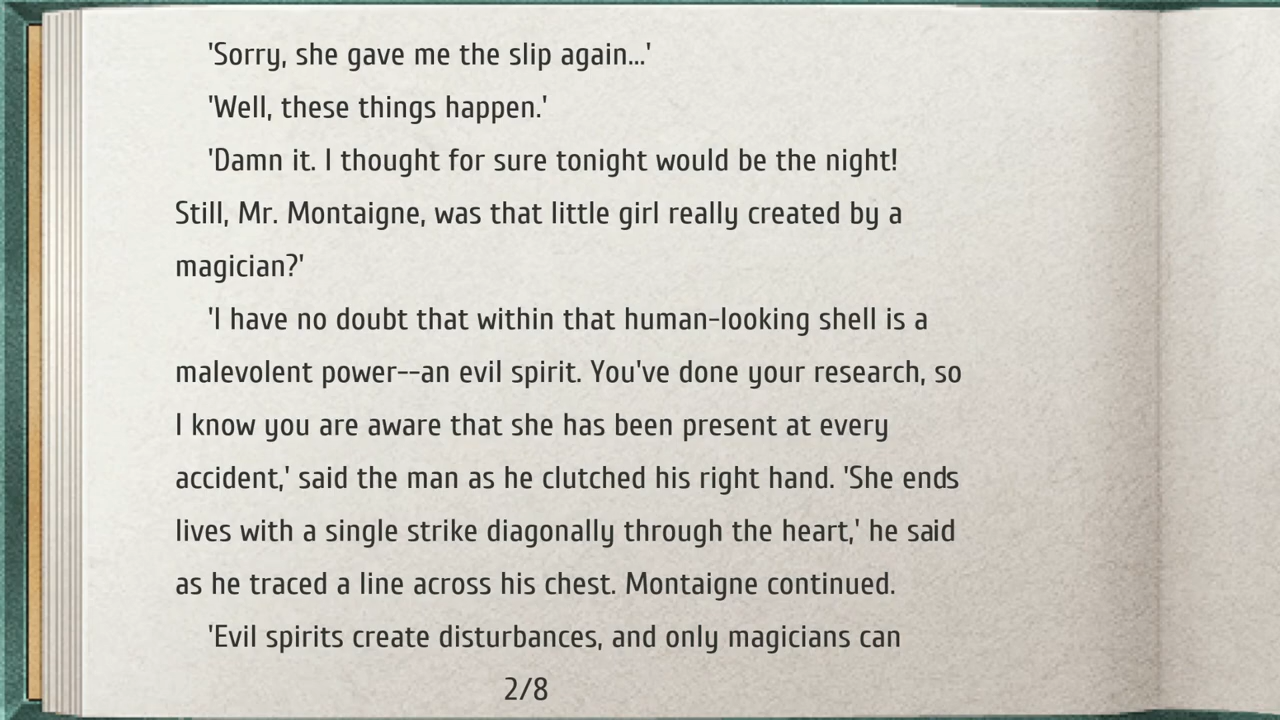 'Sorry, she gave me the slip again...'
'Well, these things happen.'
'Damn it. I thought for sure tonight would be the night!
Still, Mr. Montaigne, was that little girl really created by a
magician?'
'I have no doubt that within that human-looking shell is a
malevolent power--an evil spirit. You've done your research, so
I know you are aware that she has been present at every
accident,' said the man as he clutched his right hand. 'She ends
lives with a single strike diagonally through the heart,' he said
as he traced a line across his chest. Montaigne continued.
'Evil spirits create disturbances, and only magicians can
2/8